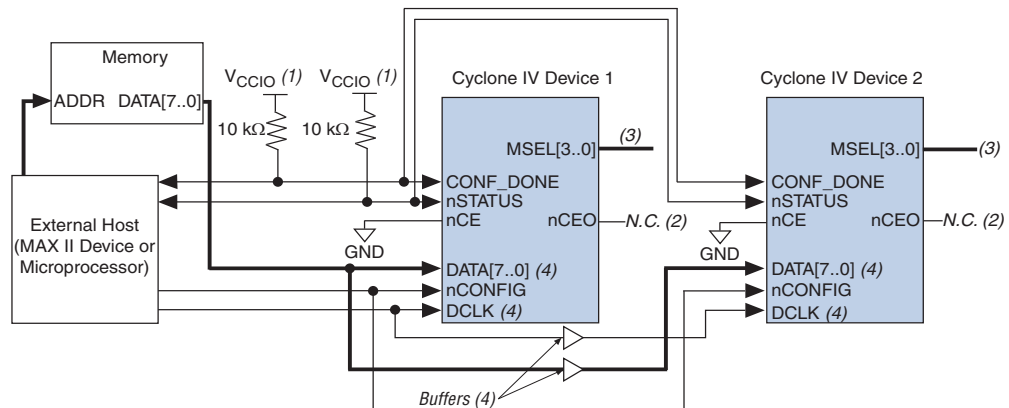 Memory
ADDR DATA[7..0]
VCCIO (1)
VCCIO (1)
10 kΩ
10 kΩ
Cyclone IV Device 1
MSEL[3..0]
(3)
CONF_DONE
nSTATUS
nCE
nCEO
N.C. (2)
GND
DATA[7..0] (4)
nCONFIG
DCLK (4)
External Host
(MAX II Device or
Microprocessor)
Cyclone IV Device 2
MSEL[3..0]
(3)
CONF_DONE
nSTATUS
nCE
nCEO
N.C. (2)
GND
DATA[7..0] (4)
nCONFIG
DCLK (4)
Buffers (4)